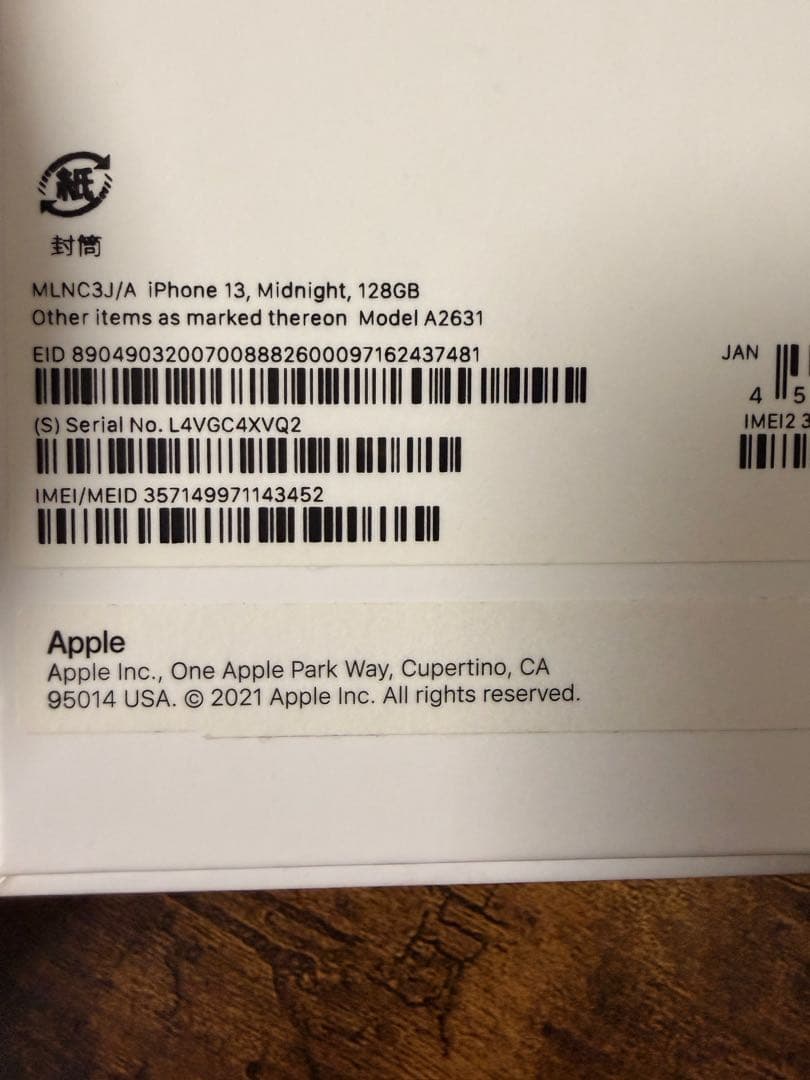 紙
封筒
MLNC3J/A iPhone 13, Midnight, 128GB
Other items as marked thereon Model A2631
EID 89049032007008882600097162437481
JAN
4 5
(S) Serial No. L4VGC4XVQ2
IMEI2 3
IMEI/MEID 357149971143452
Apple
Apple Inc., One Apple Park Way, Cupertino, CA
95014 USA. © 2021 Apple Inc. All rights reserved.